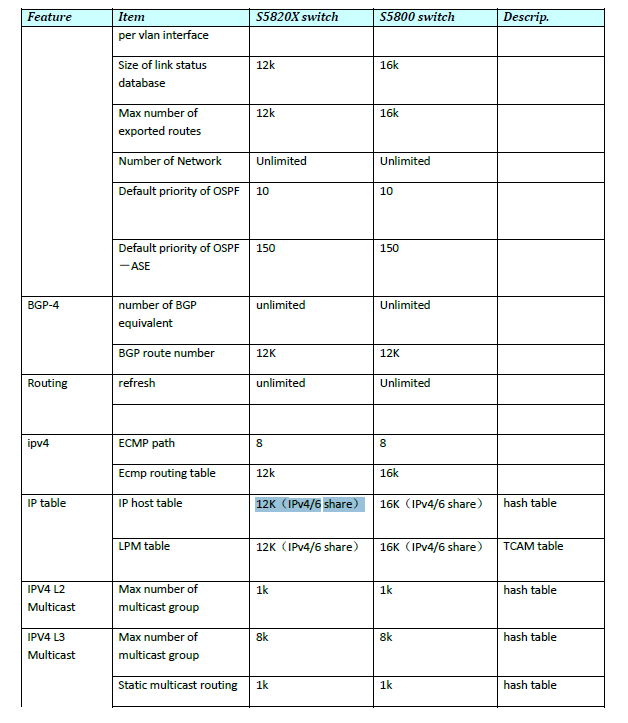 Feature Item S5820X switch S5800 switch Descrip.
per vlan interface
Size of link status 12k 16k
database
Max number of 12k 16k
exported routes
Number of Network Unlimited Unlimited
Default priority of OSPF 10 10
Default priority of OSPF 150 150
－ASE
BGP-4 number of BGP unlimited Unlimited
equivalent
BGP route number 12K 12K
Routing refresh unlimited Unlimited
ipv4 ECMP path 8 8
Ecmp routing table 12k 16k
IP table IP host table 12K（IPv4/6 share） 16K（IPv4/6 share） hash table
LPM table 12K（IPv4/6 share） 16K（IPv4/6 share） TCAM table
IPV4 L2 Max number of 1k 1k hash table
Multicast multicast group
IPV4 L3 Max number of 8k 8k hash table
Multicast multicast group
Static multicast routing 1k 1k hash table